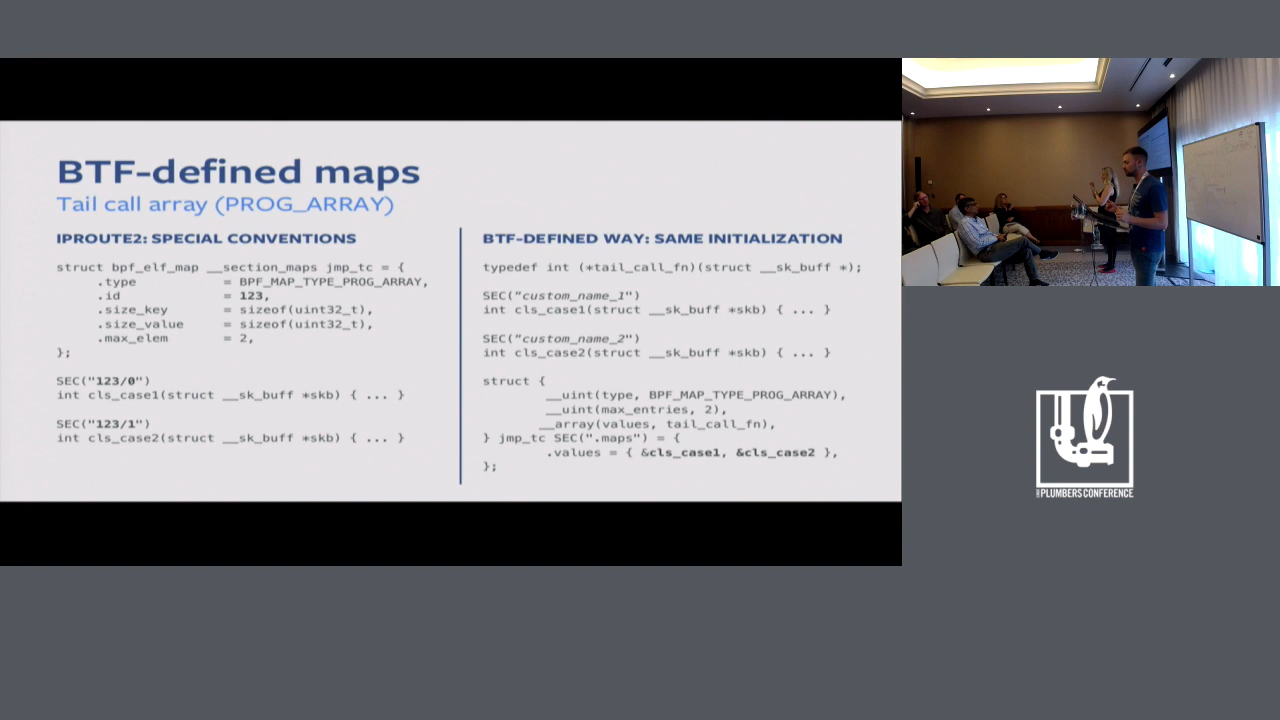 BTF-defined maps
Tail call array (PROG_ARRAY)
IPROUTE2: SPECIAL CONVENTIONS
struct bpf_elf_map __section_maps jmp_tc = {
.type = BPF_MAP_TYPE_PROG_ARRAY,
.id = 123,
.size_key = sizeof(uint32_t),
.size_value = sizeof(uint32_t),
.max_elem = 2,
};
SEC("123/0")
int cls_case1(struct __sk_buff *skb) { ... }
SEC("123/1")
int cls_case2(struct __sk_buff *skb) { ... }
BTF-DEFINED WAY: SAME INITIALIZATION
typedef int (*tail_call_fn)(struct __sk_buff *);
SEC("custom_name_1")
int cls_case1(struct __sk_buff *skb) { ... }
SEC("custom_name_2")
int cls_case2(struct __sk_buff *skb) { ... }
struct {
__uint(type, BPF_MAP_TYPE_PROG_ARRAY),
__uint(max_entries, 2),
__array(values, tail_call_fn),
} jmp_tc SEC(".maps") = {
.values = { &cls_case1, &cls_case2 },
};
PLUMBERS CONFERENCE